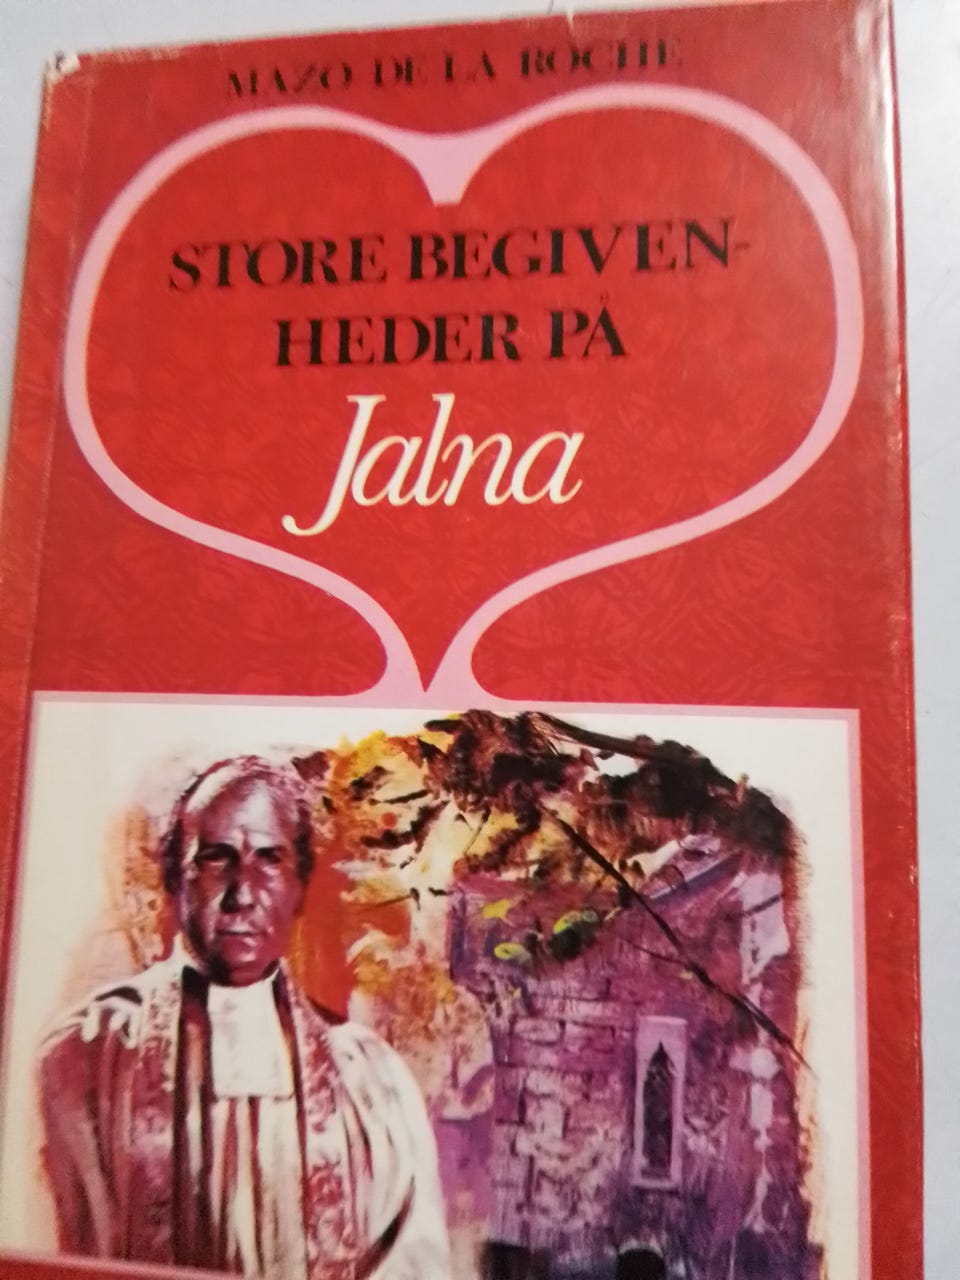 MAZO DE LA ROCHE
STORE BEGIVEN-
HEDER PÅ
Jalna